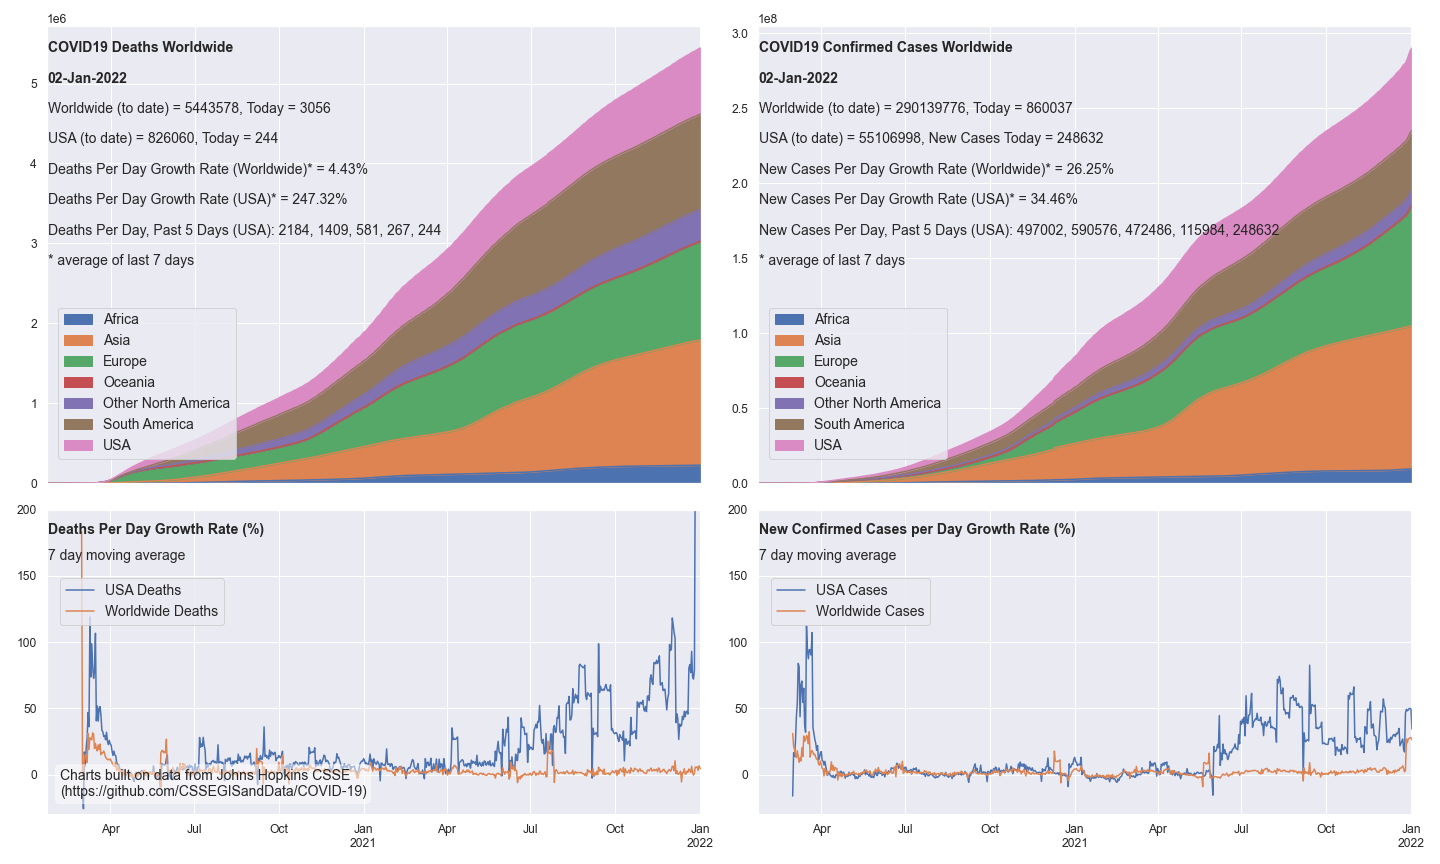 1e6
COVID19 Deaths Worldwide
02-Jan-2022
Worldwide (to date) = 5443578, Today = 3056
USA (to date) = 826060, Today = 244
Deaths Per Day Growth Rate (Worldwide)* = 4.43%
Deaths Per Day Growth Rate (USA)* = 247.32%
Deaths Per Day, Past 5 Days (USA): 2184, 1409, 581, 267, 244
* average of last 7 days
5
4
3
2
1
0
Africa
Asia
Europe
Oceania
Other North America
South America
USA
1e8
COVID19 Confirmed Cases Worldwide
02-Jan-2022
Worldwide (to date) = 290139776, Today = 860037
USA (to date) = 55106998, New Cases Today = 248632
New Cases Per Day Growth Rate (Worldwide)* = 26.25%
New Cases Per Day Growth Rate (USA)* = 34.46%
New Cases Per Day, Past 5 Days (USA): 497002, 590576, 472486, 115984, 248632
* average of last 7 days
3.0
2.5
2.0
1.5
1.0
0.5
0.0
Africa
Asia
Europe
Oceania
Other North America
South America
USA
Deaths Per Day Growth Rate (%)
7 day moving average
USA Deaths
Worldwide Deaths
200
150
100
50
0
Charts built on data from Johns Hopkins CSSE
(https://github.com/CSSEGISandData/COVID-19)
Apr Jul Oct Jan Apr Jul Oct Jan
2021 2022
New Confirmed Cases per Day Growth Rate (%)
7 day moving average
USA Cases
Worldwide Cases
200
150
100
50
0
Apr Jul Oct Jan Apr Jul Oct Jan
2021 2022